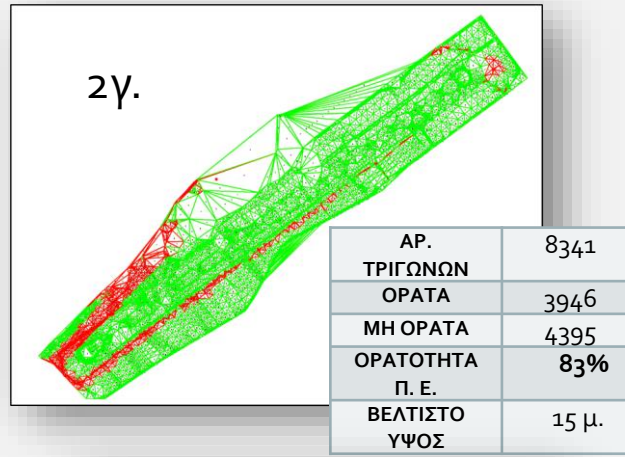 2γ.
ΑΡ. ΤΡΙΓΩΝΩΝ 8341
ΟΡΑΤΑ 3946
ΜΗ ΟΡΑΤΑ 4395
ΟΡΑΤΟΤΗΤΑ Π. Ε. 83%
ΒΕΛΤΙΣΤΟ ΥΨΟΣ 15 μ.